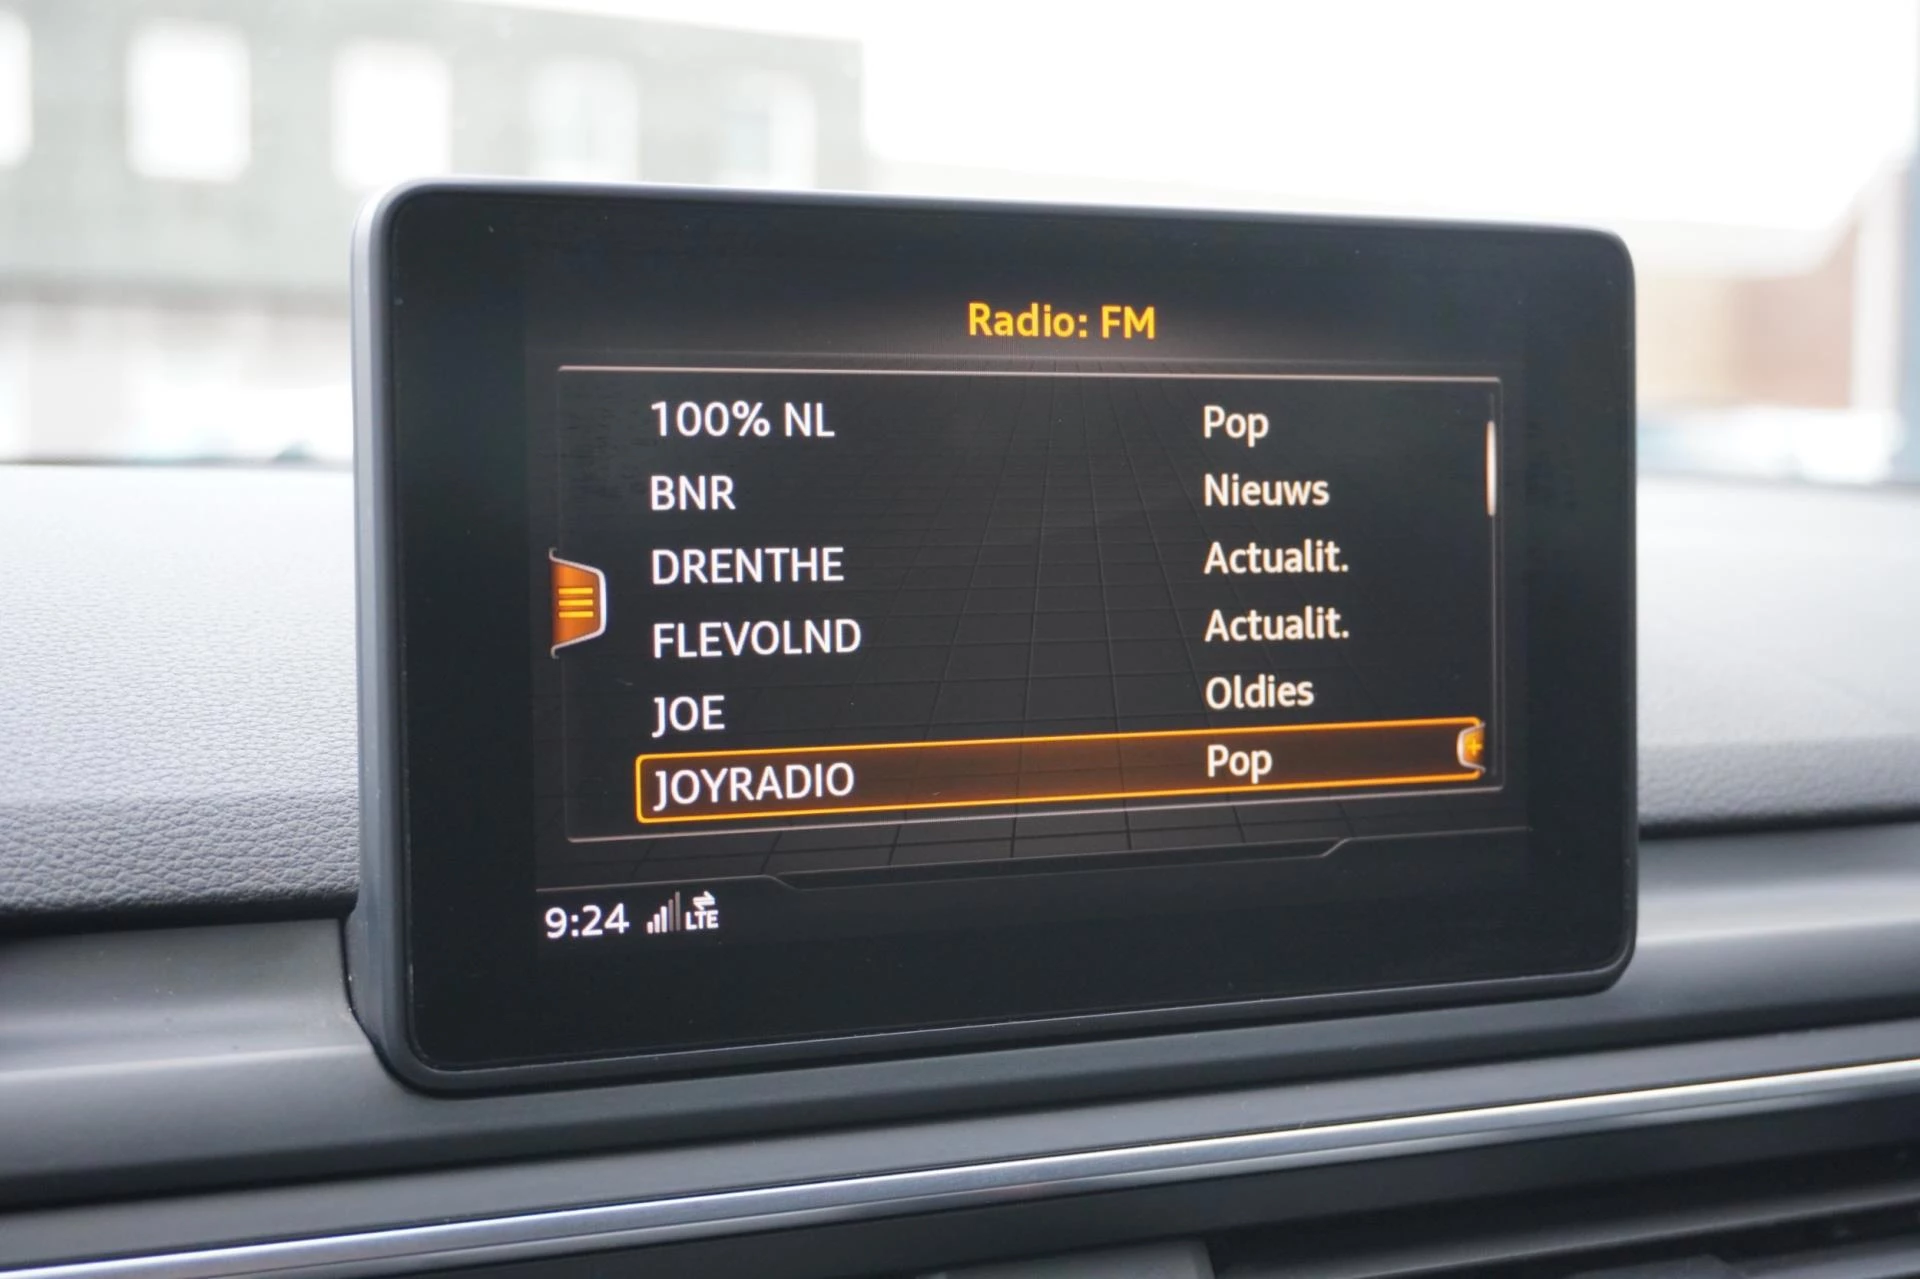 Radio: FM
100% NL Pop
BNR Nieuws
DRENTHE Actualit.
FLEVOLND Actualit.
JOE Oldies
JOYRADIO Pop
9:24 LTE